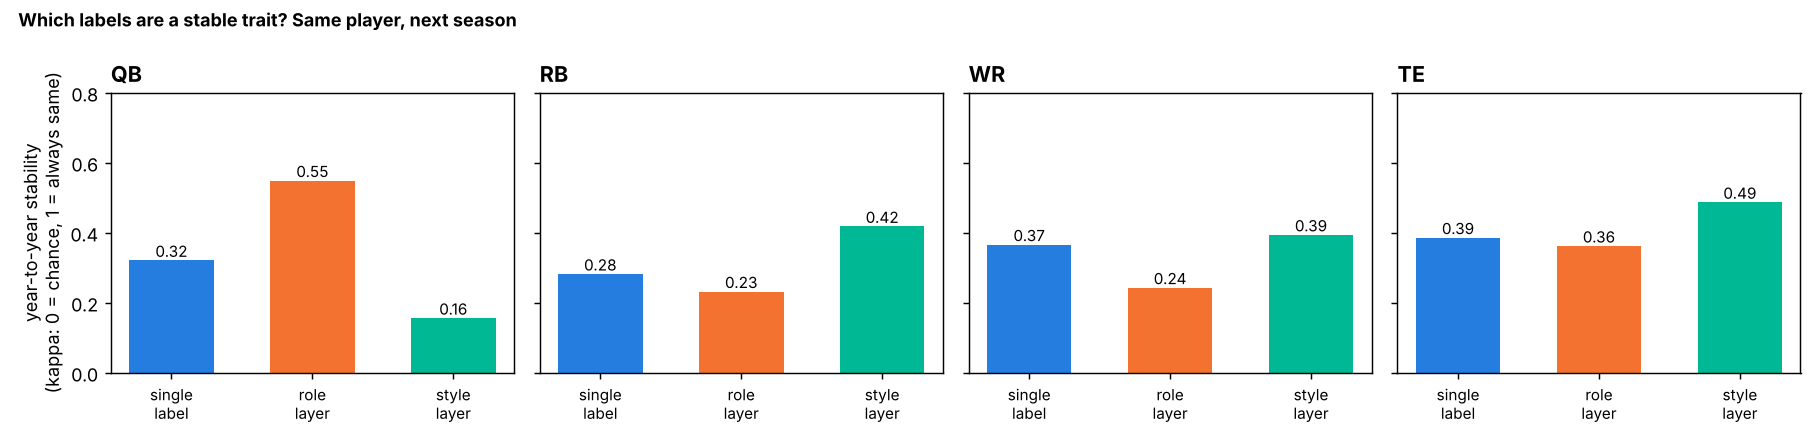 Which labels are a stable trait? Same player, next season
year-to-year stability
(kappa: 0 = chance, 1 = always same)
0.8
0.6
0.4
0.2
0.0
QB
0.32
0.55
0.16
single
label
role
layer
style
layer
RB
0.28
0.23
0.42
single
label
role
layer
style
layer
WR
0.37
0.24
0.39
single
label
role
layer
style
layer
TE
0.39
0.36
0.49
single
label
role
layer
style
layer